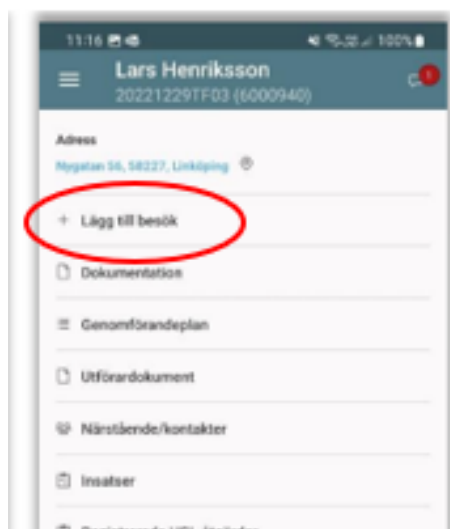 11:16 100%
Lars Henriksson
20221229TF03 (6000940)
Adress
Nygatan 56, 58227, Linköping
+ Lägg till besök
Dokumentation
Genomförandeplan
Utförardokument
Närstående/kontakter
Insatser